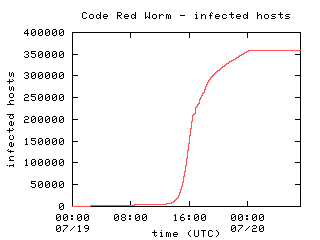 Code Red Worm - infected hosts
400000
350000
300000
250000
200000
150000
100000
50000
0
infected hosts
00:00 08:00 16:00 00:00
07/19 07/20
time (UTC)